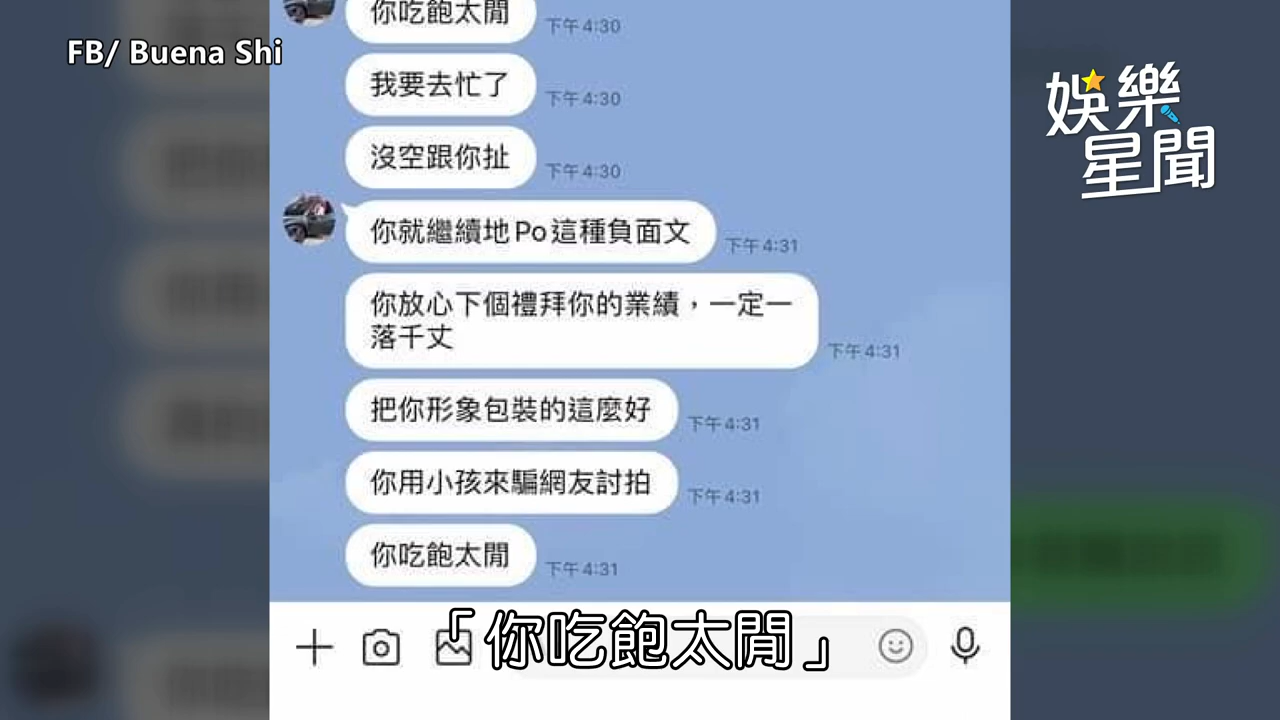 FB/ Buena Shi
娛樂
星聞
你吃飽太閒
下午 4:30
我要去忙了
下午 4:30
沒空跟你扯
下午 4:30
你就繼續地Po這種負面文
下午 4:31
你放心下個禮拜你的業績，一定一
落千丈
下午 4:31
把你形象包裝的這麼好
下午 4:31
你用小孩來騙網友討拍
下午 4:31
你吃飽太閒
下午 4:31
「你吃飽太閒」